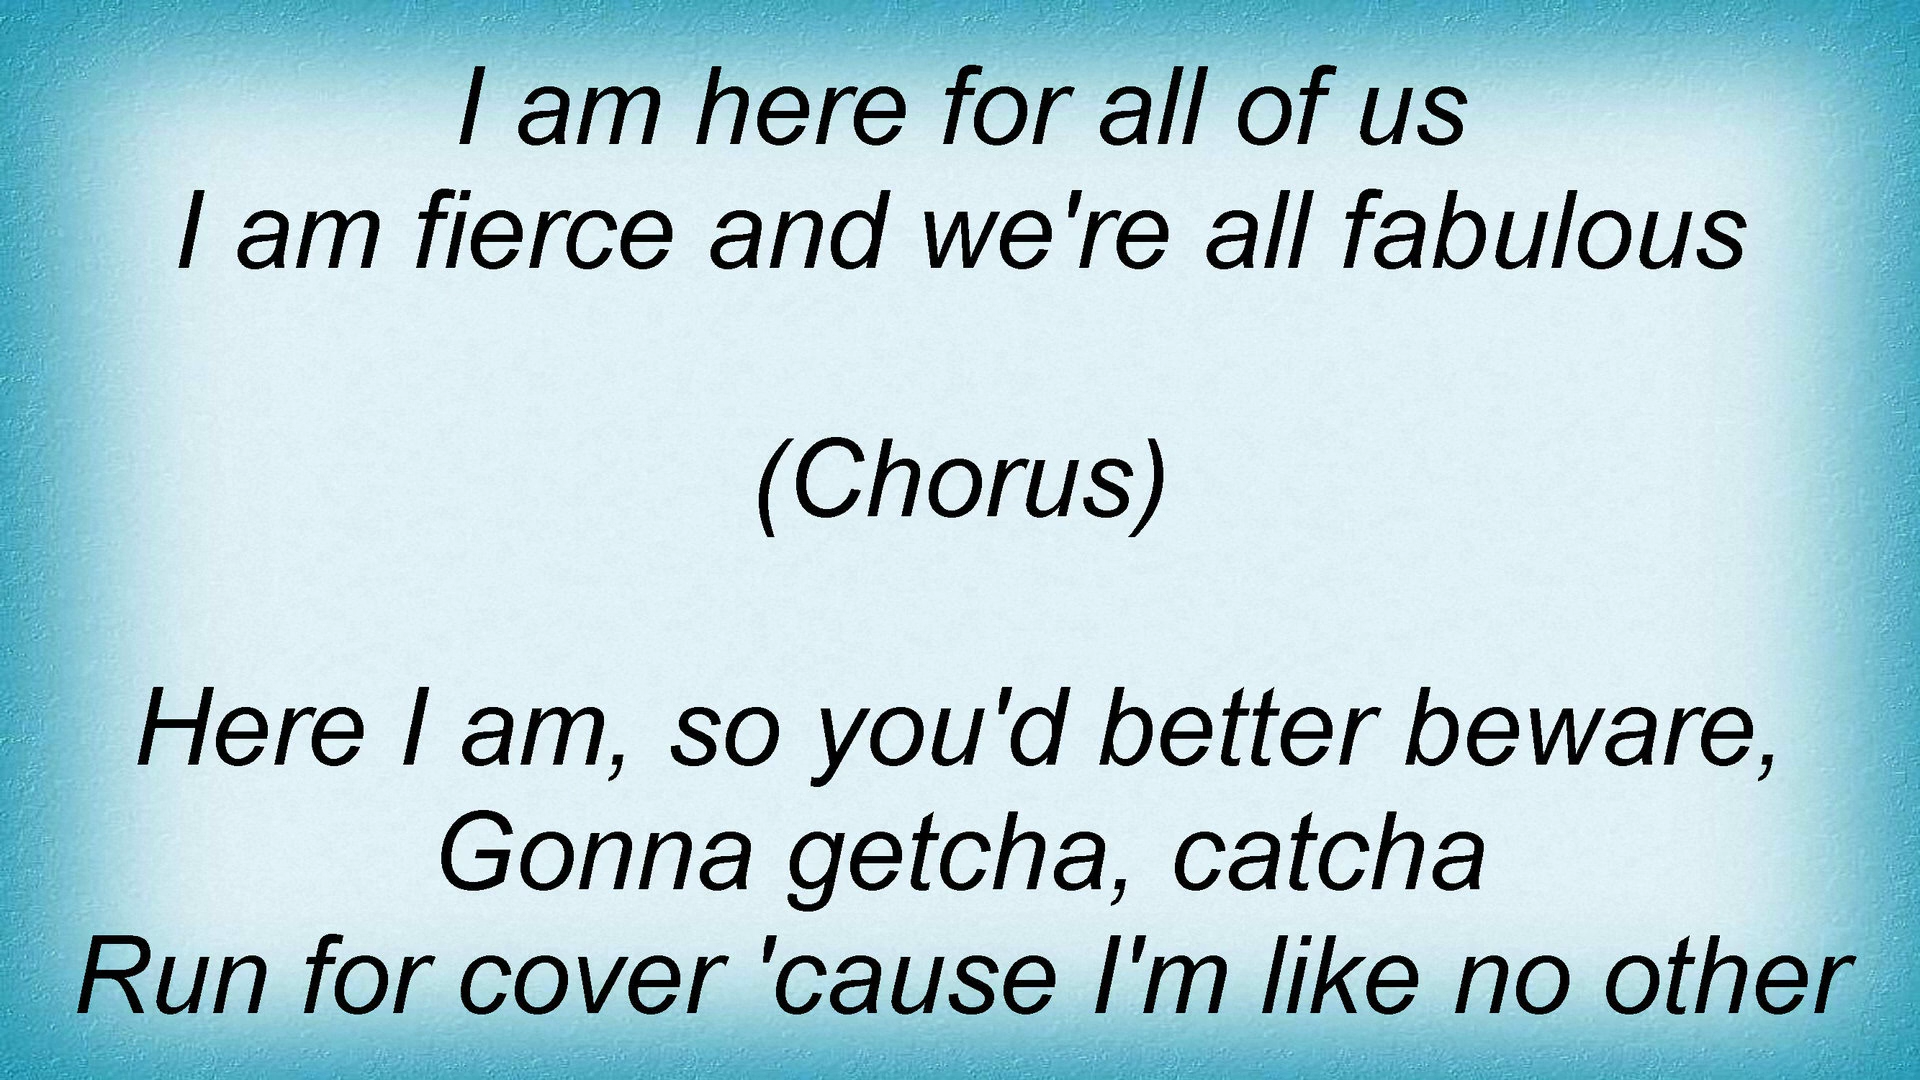 I am here for all of us
I am fierce and we're all fabulous
(Chorus)
Here I am, so you'd better beware,
Gonna getcha, catcha
Run for cover 'cause I'm like no other